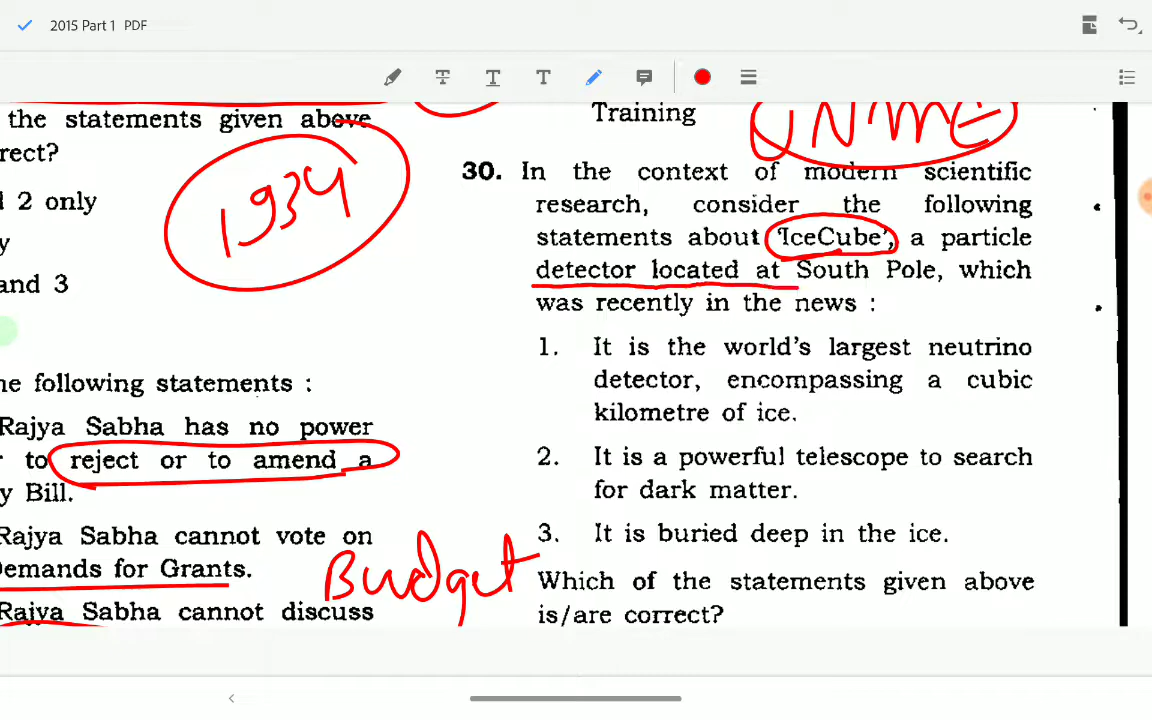 2015 Part 1 PDF
the statements given above
rect?
1934
2 only
and 3
he following statements :
Rajya Sabha has no power
to reject or to amend a
y Bill.
Rajya Sabha cannot vote on
Demands for Grants.
Budget
Rajya Sabha cannot discuss
Training
30. In the context of modern scientific
research, consider the following
statements about 'IceCube', a particle
detector located at South Pole, which
was recently in the news :
1. It is the world's largest neutrino
detector, encompassing a cubic
kilometre of ice.
2. It is a powerful telescope to search
for dark matter.
3. It is buried deep in the ice.
Which of the statements given above
is/are correct?